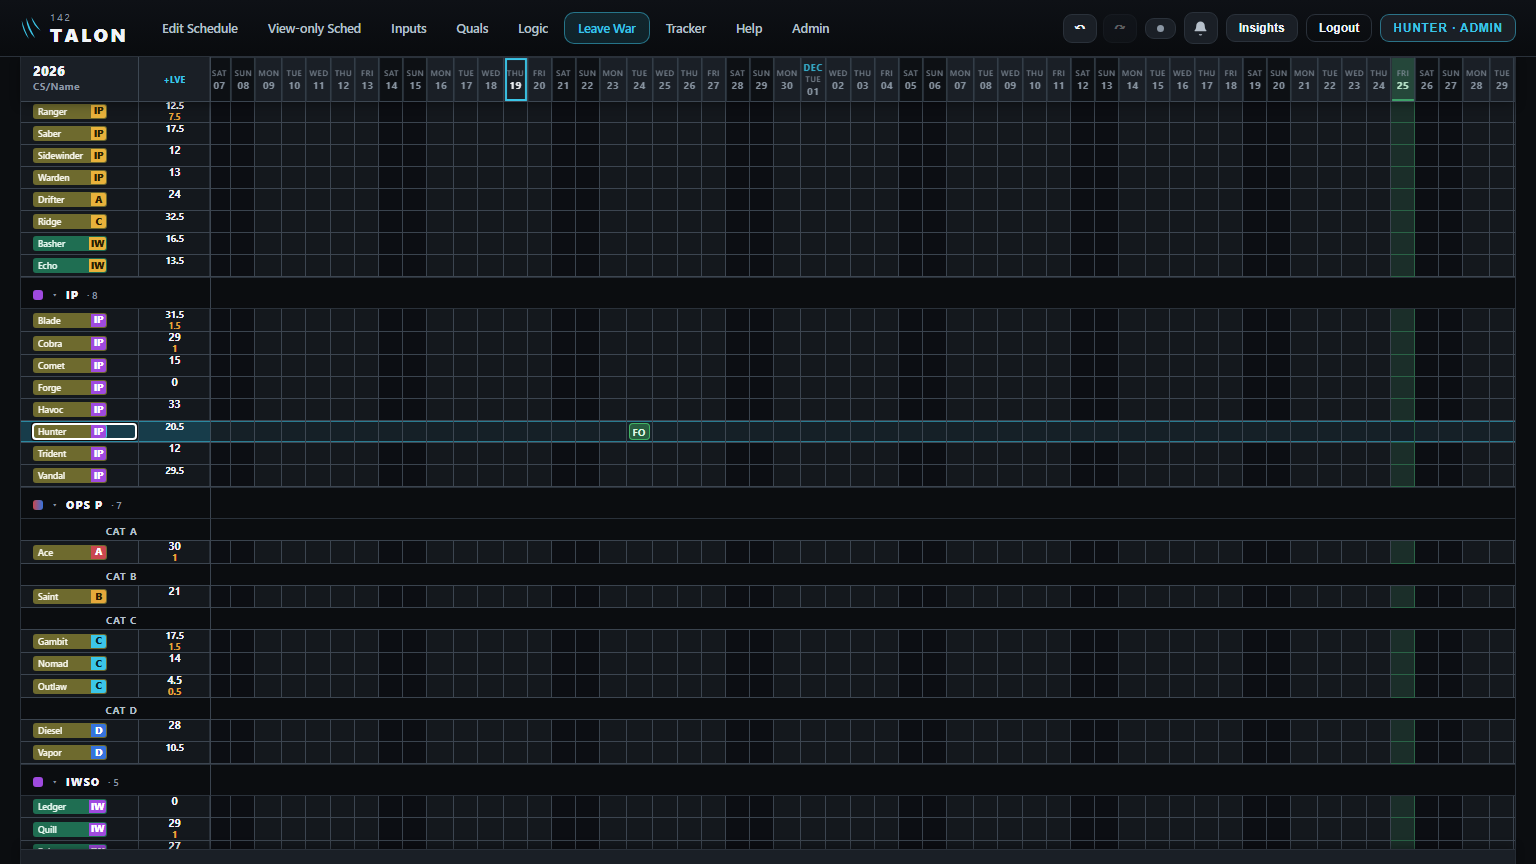 142
TALON
Edit Schedule
View-only Sched
Inputs
Quals
Logic
Leave War
Tracker
Help
Admin
Insights
Logout
HUNTER · ADMIN
2026
CS/Name
+LVE
SAT 07
SUN 08
MON 09
TUE 10
WED 11
THU 12
FRI 13
SAT 14
SUN 15
MON 16
TUE 17
WED 18
THU 19
FRI 20
SAT 21
SUN 22
MON 23
TUE 24
WED 25
THU 26
FRI 27
SAT 28
SUN 29
MON 30
DEC TUE 01
WED 02
THU 03
FRI 04
SAT 05
SUN 06
MON 07
TUE 08
WED 09
THU 10
FRI 11
SAT 12
SUN 13
MON 14
TUE 15
WED 16
THU 17
FRI 18
SAT 19
SUN 20
MON 21
TUE 22
WED 23
THU 24
FRI 25
SAT 26
SUN 27
MON 28
TUE 29
Ranger IP 12.5
7.5
Saber IP 17.5
Sidewinder IP 12
Warden IP 13
Drifter A 24
Ridge C 32.5
Basher IW 16.5
Echo IW 13.5
· IP · 8
Blade IP 31.5
1.5
Cobra IP 29
1
Comet IP 15
Forge IP 0
Havoc IP 33
Hunter IP 20.5 FO
Trident IP 12
Vandal IP 29.5
· OPS P · 7
CAT A
Ace A 30
1
CAT B
Saint B 21
CAT C
Gambit C 17.5
1.5
Nomad C 14
Outlaw C 4.5
0.5
CAT D
Diesel D 28
Vapor D 10.5
· IWSO · 5
Ledger IW 0
Quill IW 29
1
27